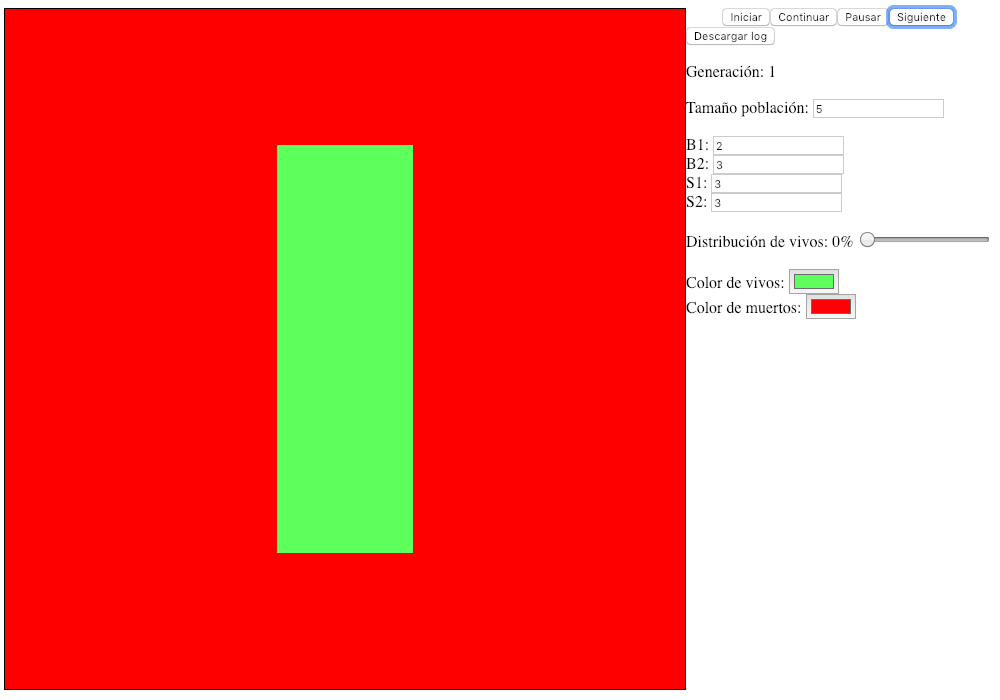 Iniciar Continuar Pausar Siguiente
Descargar log
Generación: 1
Tamaño población: 5
B1: 2
B2: 3
S1: 3
S2: 3
Distribución de vivos: 0%
Color de vivos:
Color de muertos: